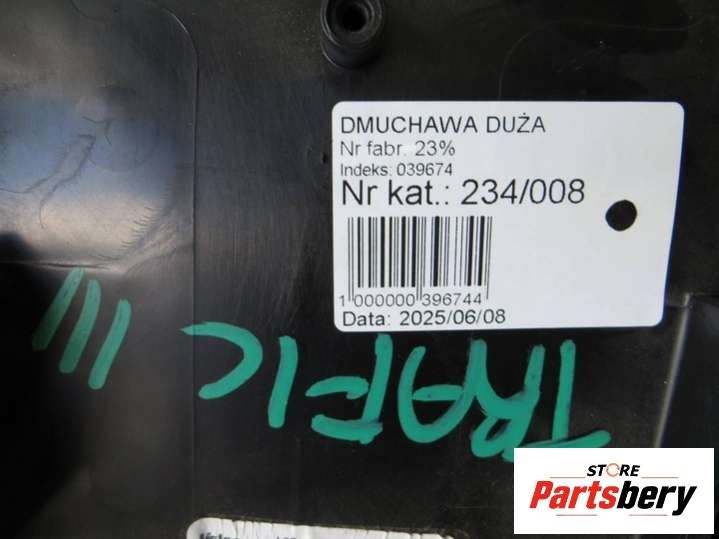 DMUCHAWA DUŻA
Nr fabr. 23%
Indeks: 039674
Nr kat.: 234/008
1 000000 396744
Data: 2025/06/08
TRAFIC III
STORE
Partsbery